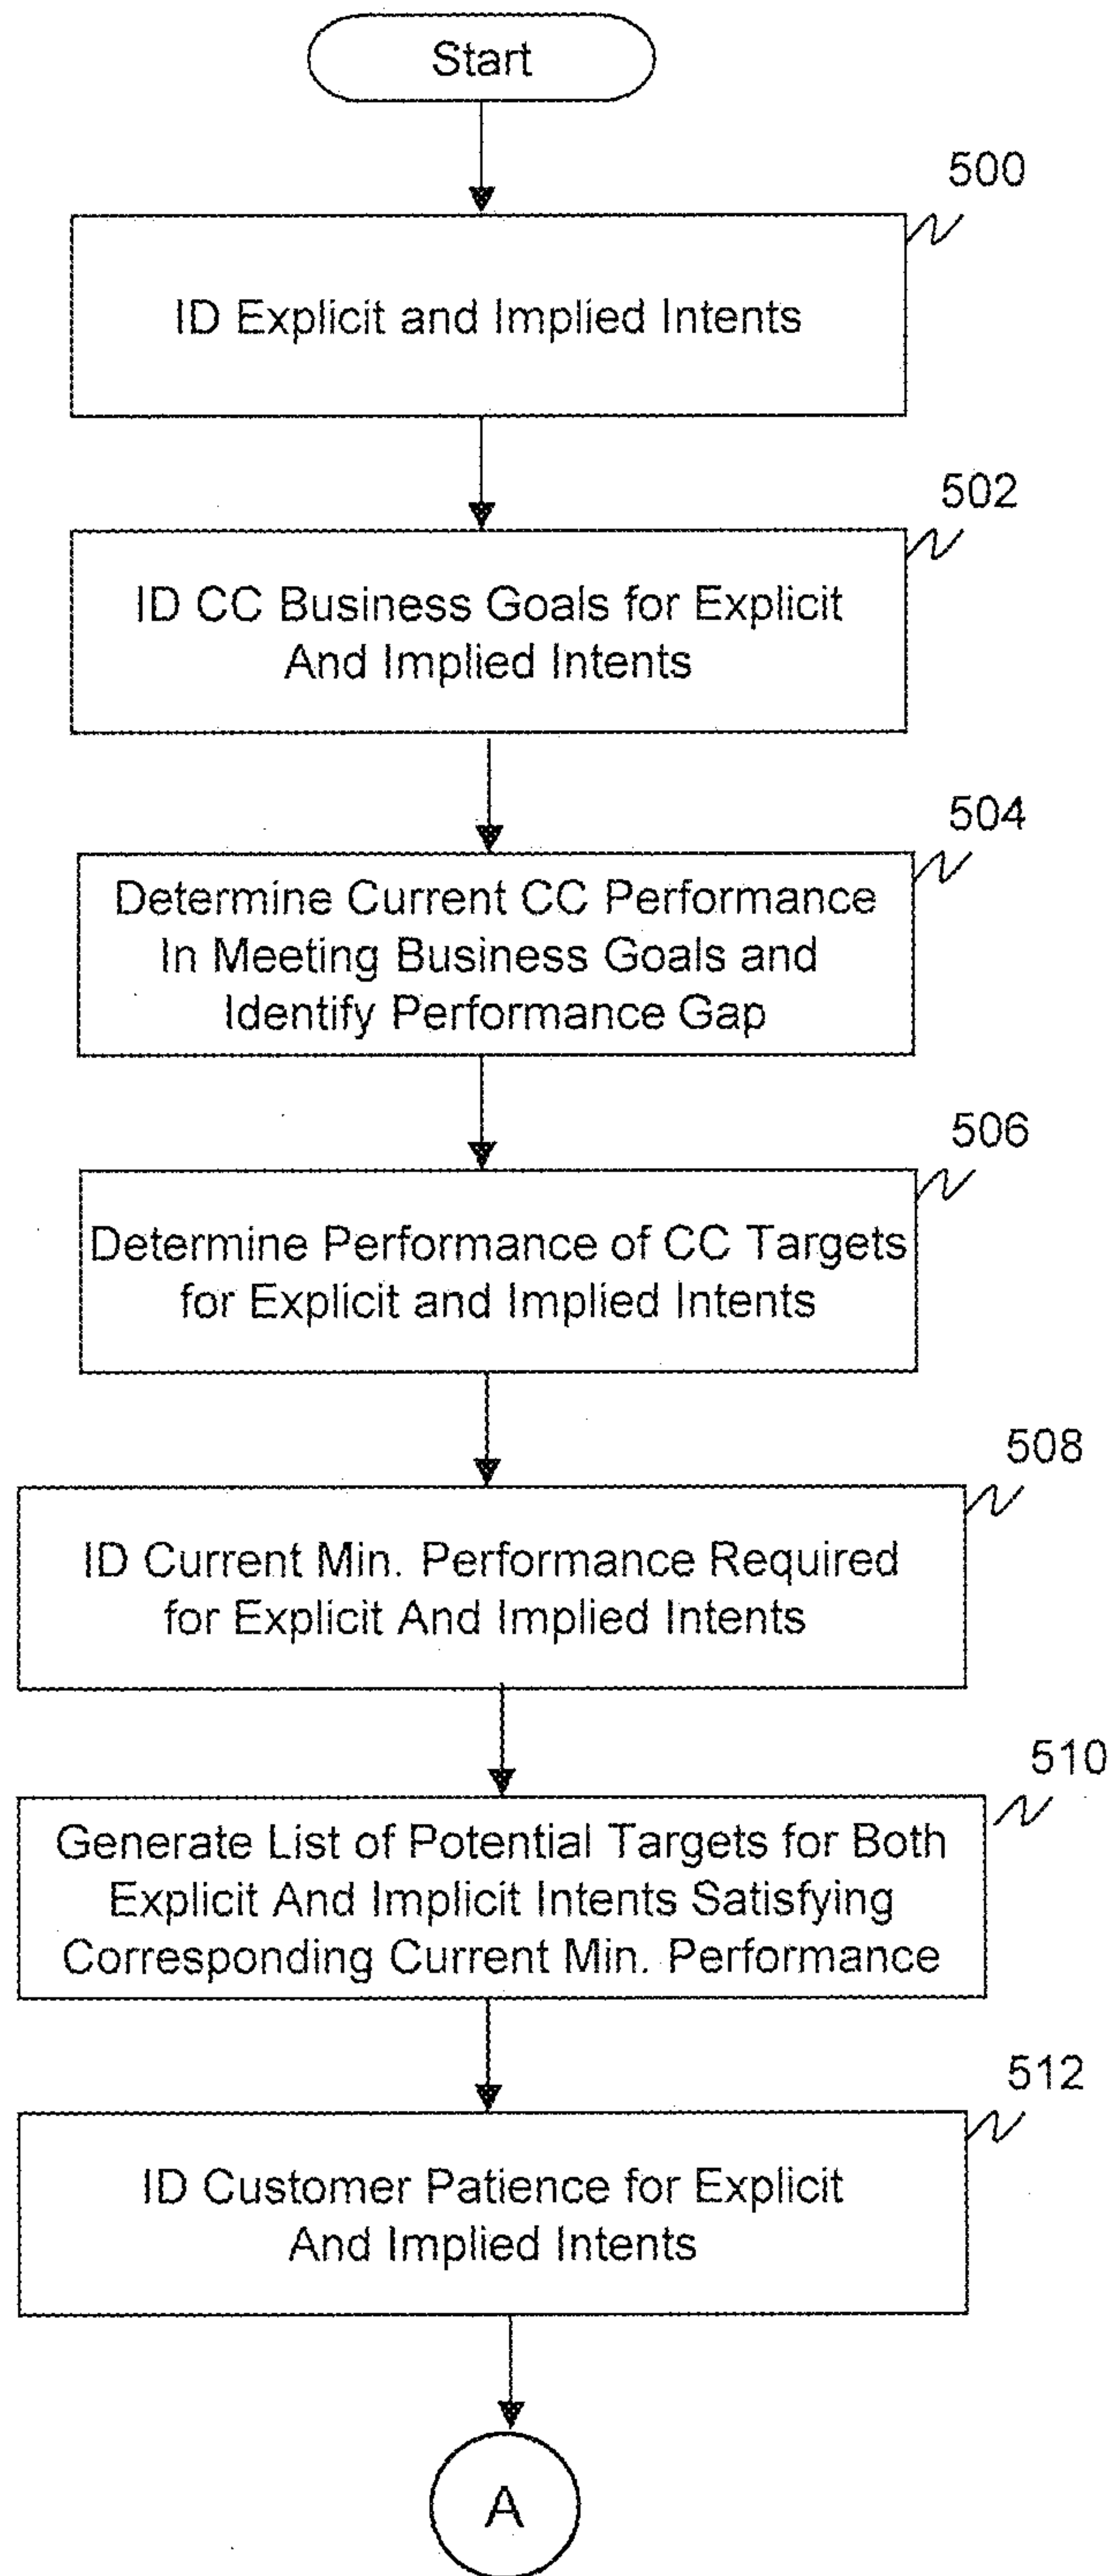 Start
500
ID Explicit and Implied Intents
502
ID CC Business Goals for Explicit
And Implied Intents
504
Determine Current CC Performance
In Meeting Business Goals and
Identify Performance Gap
506
Determine Performance of CC Targets
for Explicit and Implied Intents
508
ID Current Min. Performance Required
for Explicit And Implied Intents
510
Generate List of Potential Targets for Both
Explicit And Implicit Intents Satisfying
Corresponding Current Min. Performance
512
ID Customer Patience for Explicit
And Implied Intents
A